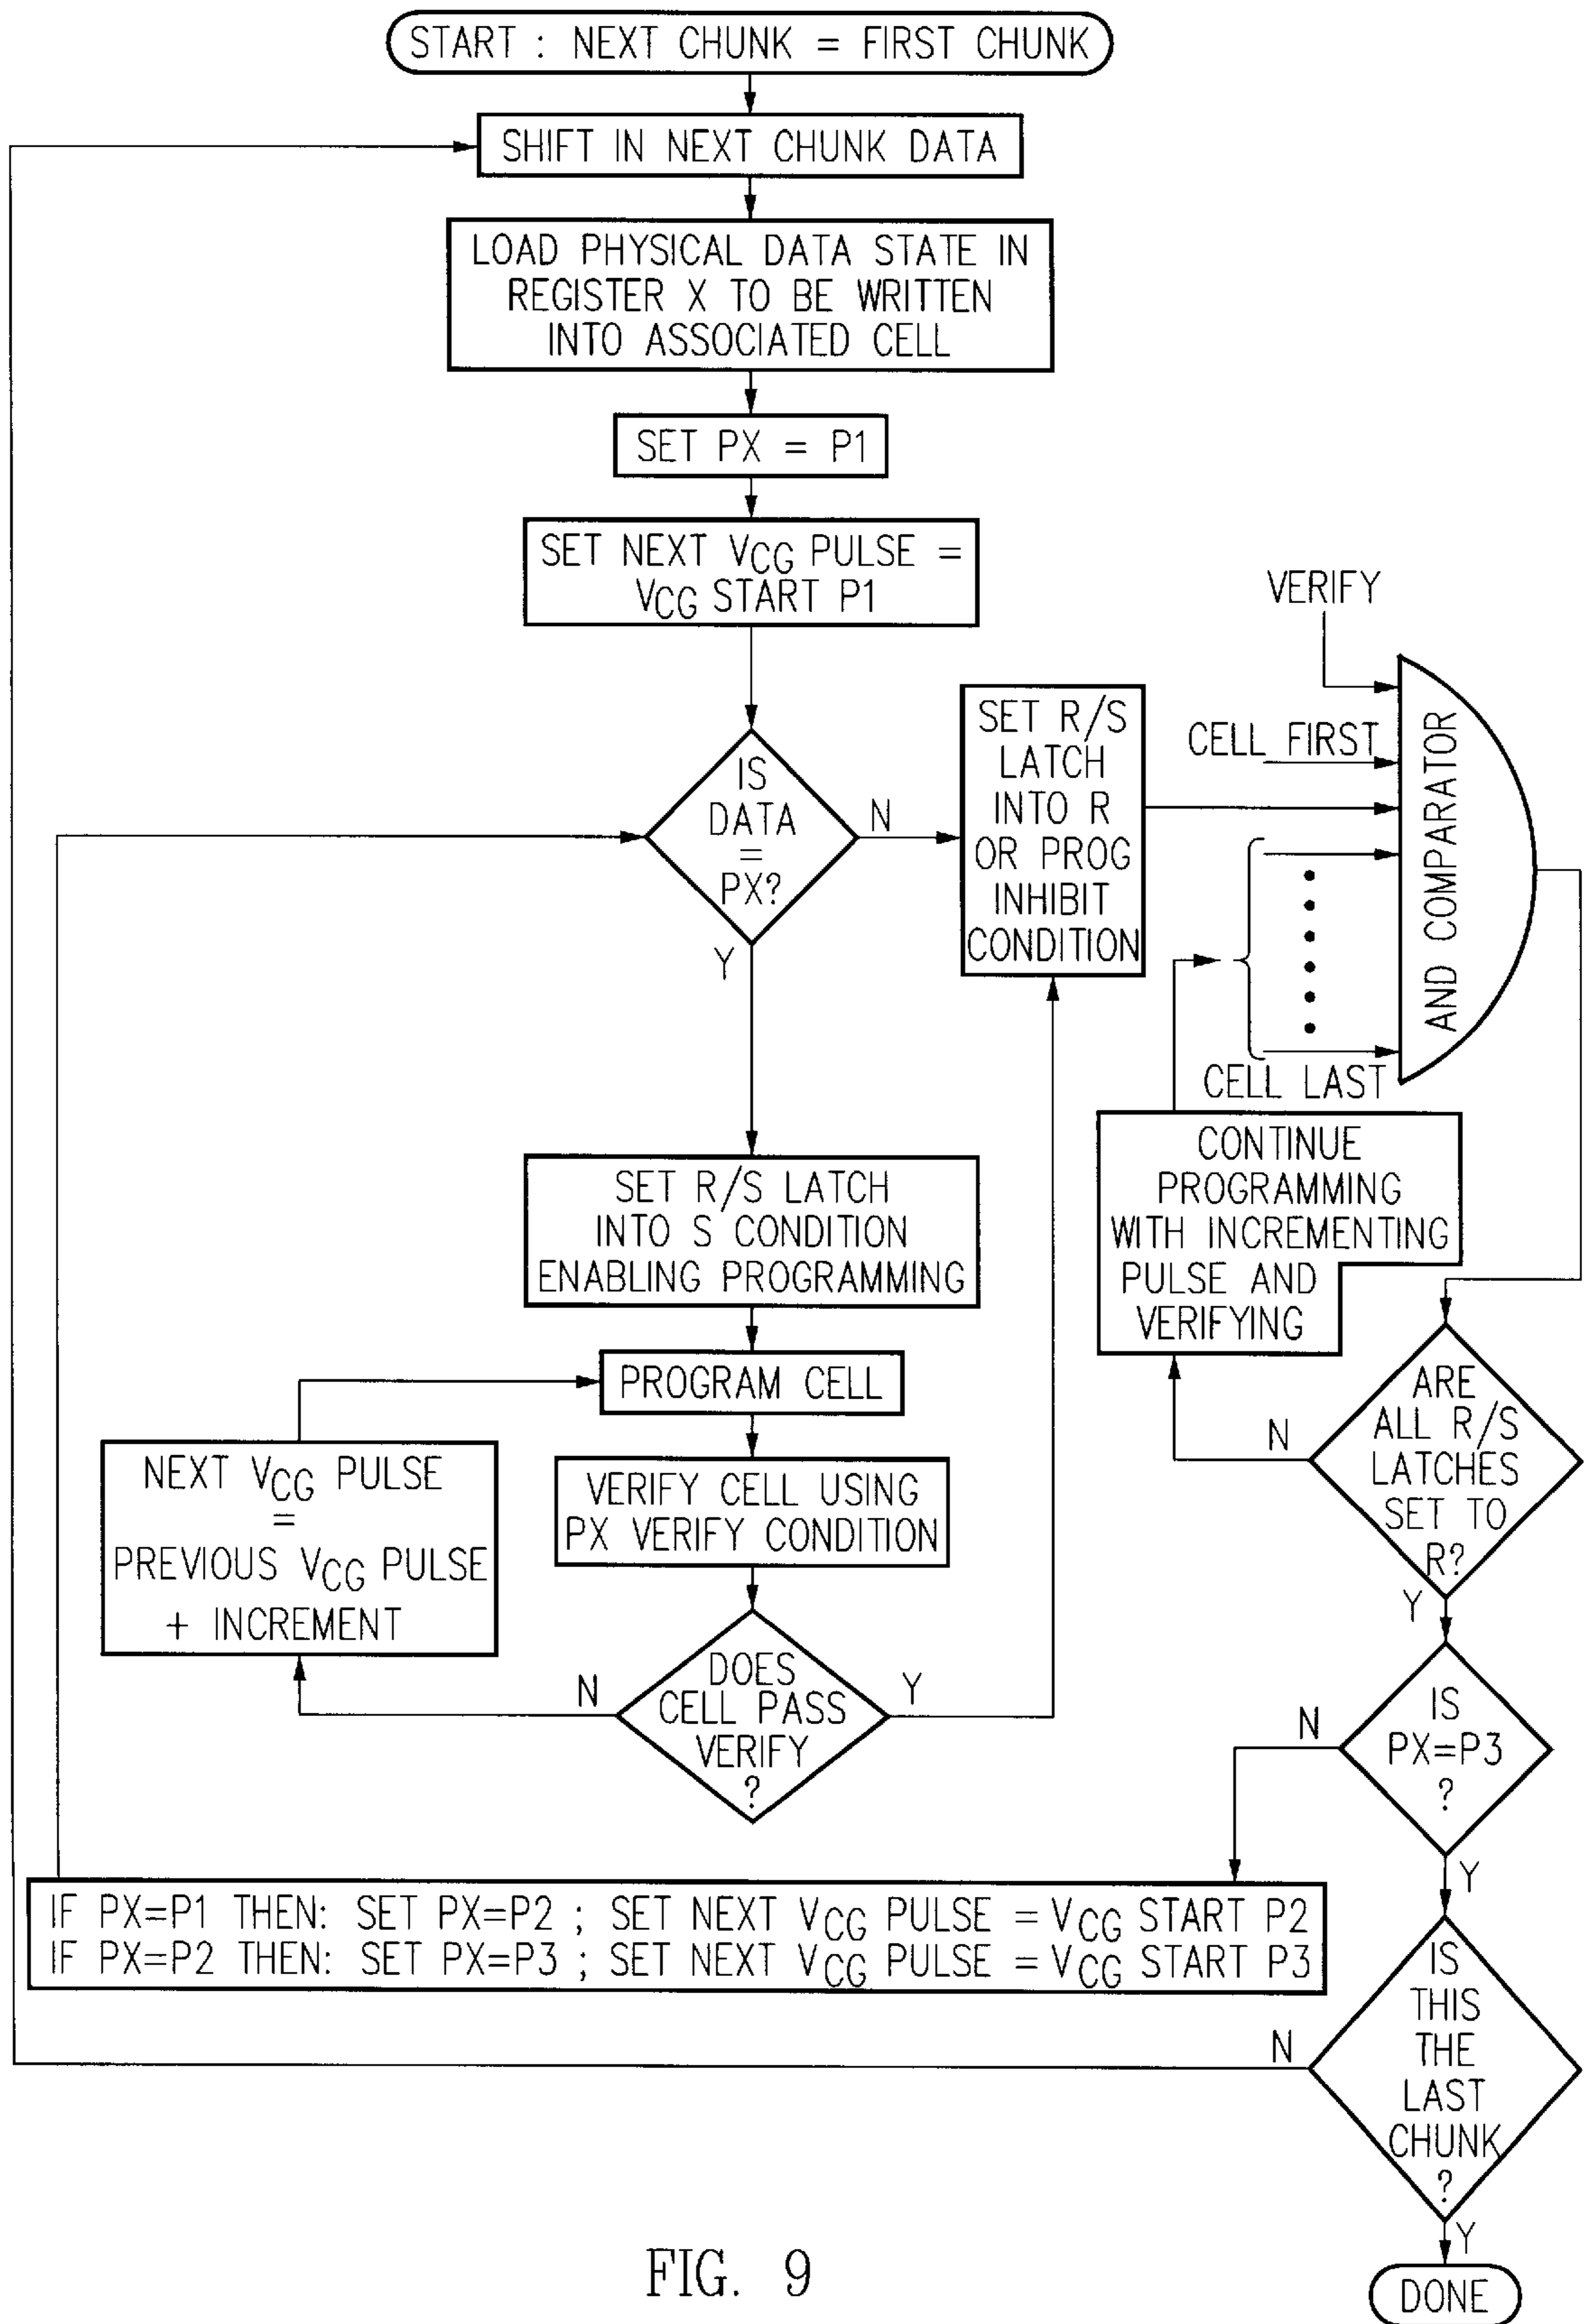 START : NEXT CHUNK = FIRST CHUNK
SHIFT IN NEXT CHUNK DATA
LOAD PHYSICAL DATA STATE IN
REGISTER X TO BE WRITTEN
INTO ASSOCIATED CELL
SET PX = P1
SET NEXT VCG PULSE =
VCG START P1
IS
DATA
=
PX?
N
Y
SET R/S
LATCH
INTO R
OR PROG
INHIBIT
CONDITION
VERIFY
CELL FIRST
CELL LAST
AND COMPARATOR
CONTINUE
PROGRAMMING
WITH INCREMENTING
PULSE AND
VERIFYING
SET R/S LATCH
INTO S CONDITION
ENABLING PROGRAMMING
PROGRAM CELL
VERIFY CELL USING
PX VERIFY CONDITION
NEXT VCG PULSE
=
PREVIOUS VCG PULSE
+ INCREMENT
DOES
CELL PASS
VERIFY
?
N
Y
ARE
ALL R/S
LATCHES
SET TO
R?
N
Y
IS
PX=P3
?
N
Y
IF PX=P1 THEN: SET PX=P2 ; SET NEXT VCG PULSE = VCG START P2
IF PX=P2 THEN: SET PX=P3 ; SET NEXT VCG PULSE = VCG START P3
IS
THIS
THE
LAST
CHUNK
?
N
Y
DONE
FIG. 9